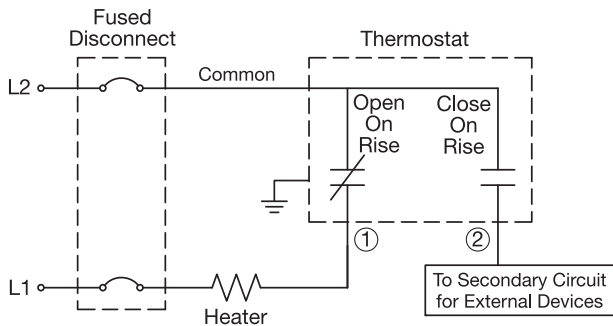 Fused
Disconnect
Thermostat
L2
Common
Open
On
Rise
Close
On
Rise
①
②
L1
Heater
To Secondary Circuit
for External Devices